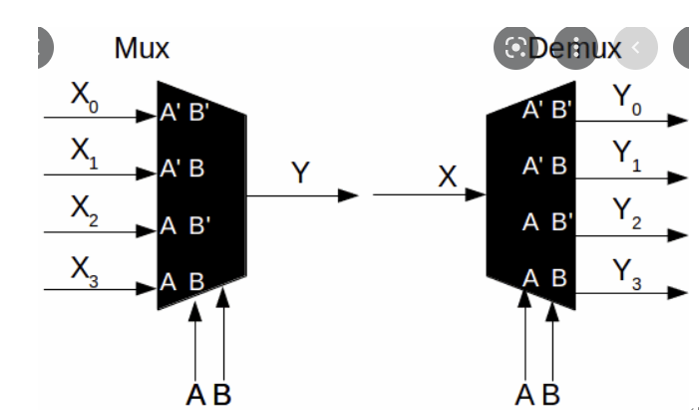 Mux
X₀
A' B'
X₁
A' B
X₂
A B'
X₃
A B
Y
A B
Demux
X
A' B'
Y₀
A' B
Y₁
A B'
Y₂
A B
Y₃
A B